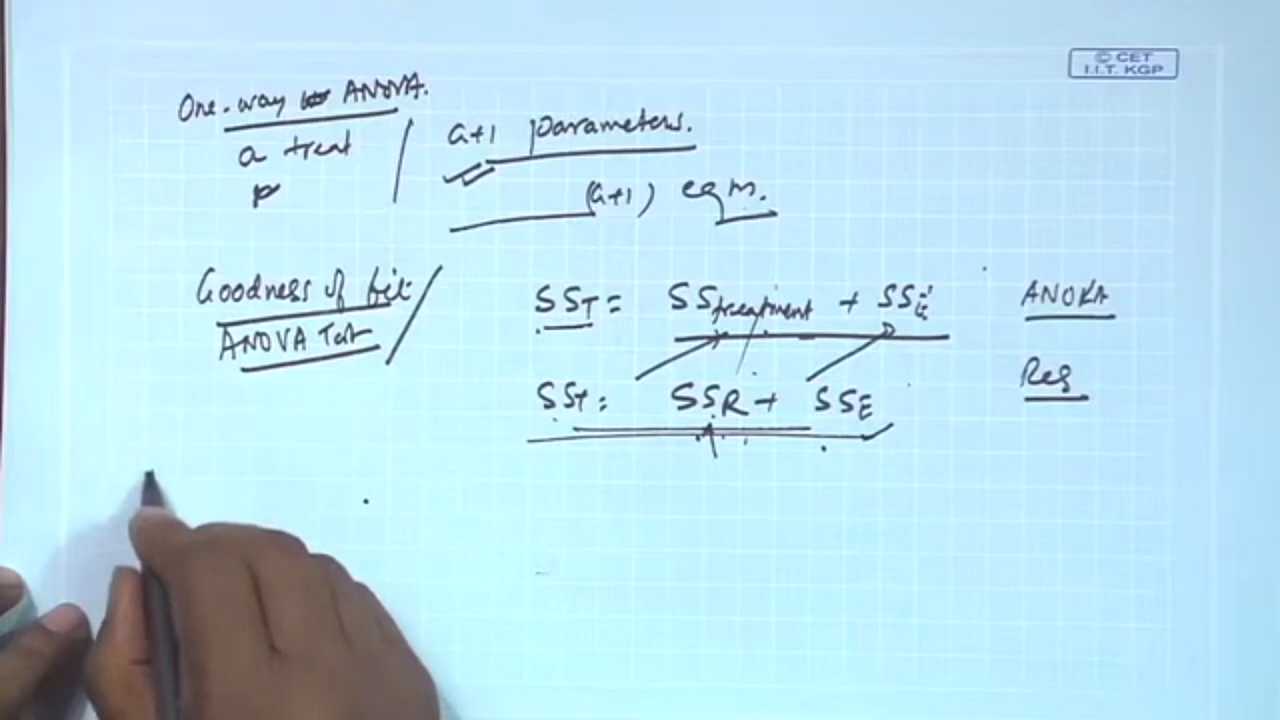 © CET
I.I.T. KGP
One-way ANOVA.
a treat
a+1 parameters.
(a+1) eqn.
Goodness of fit
ANOVA Test
SST = SStreatment + SSE
ANOVA
SST = SSR + SSE
Reg